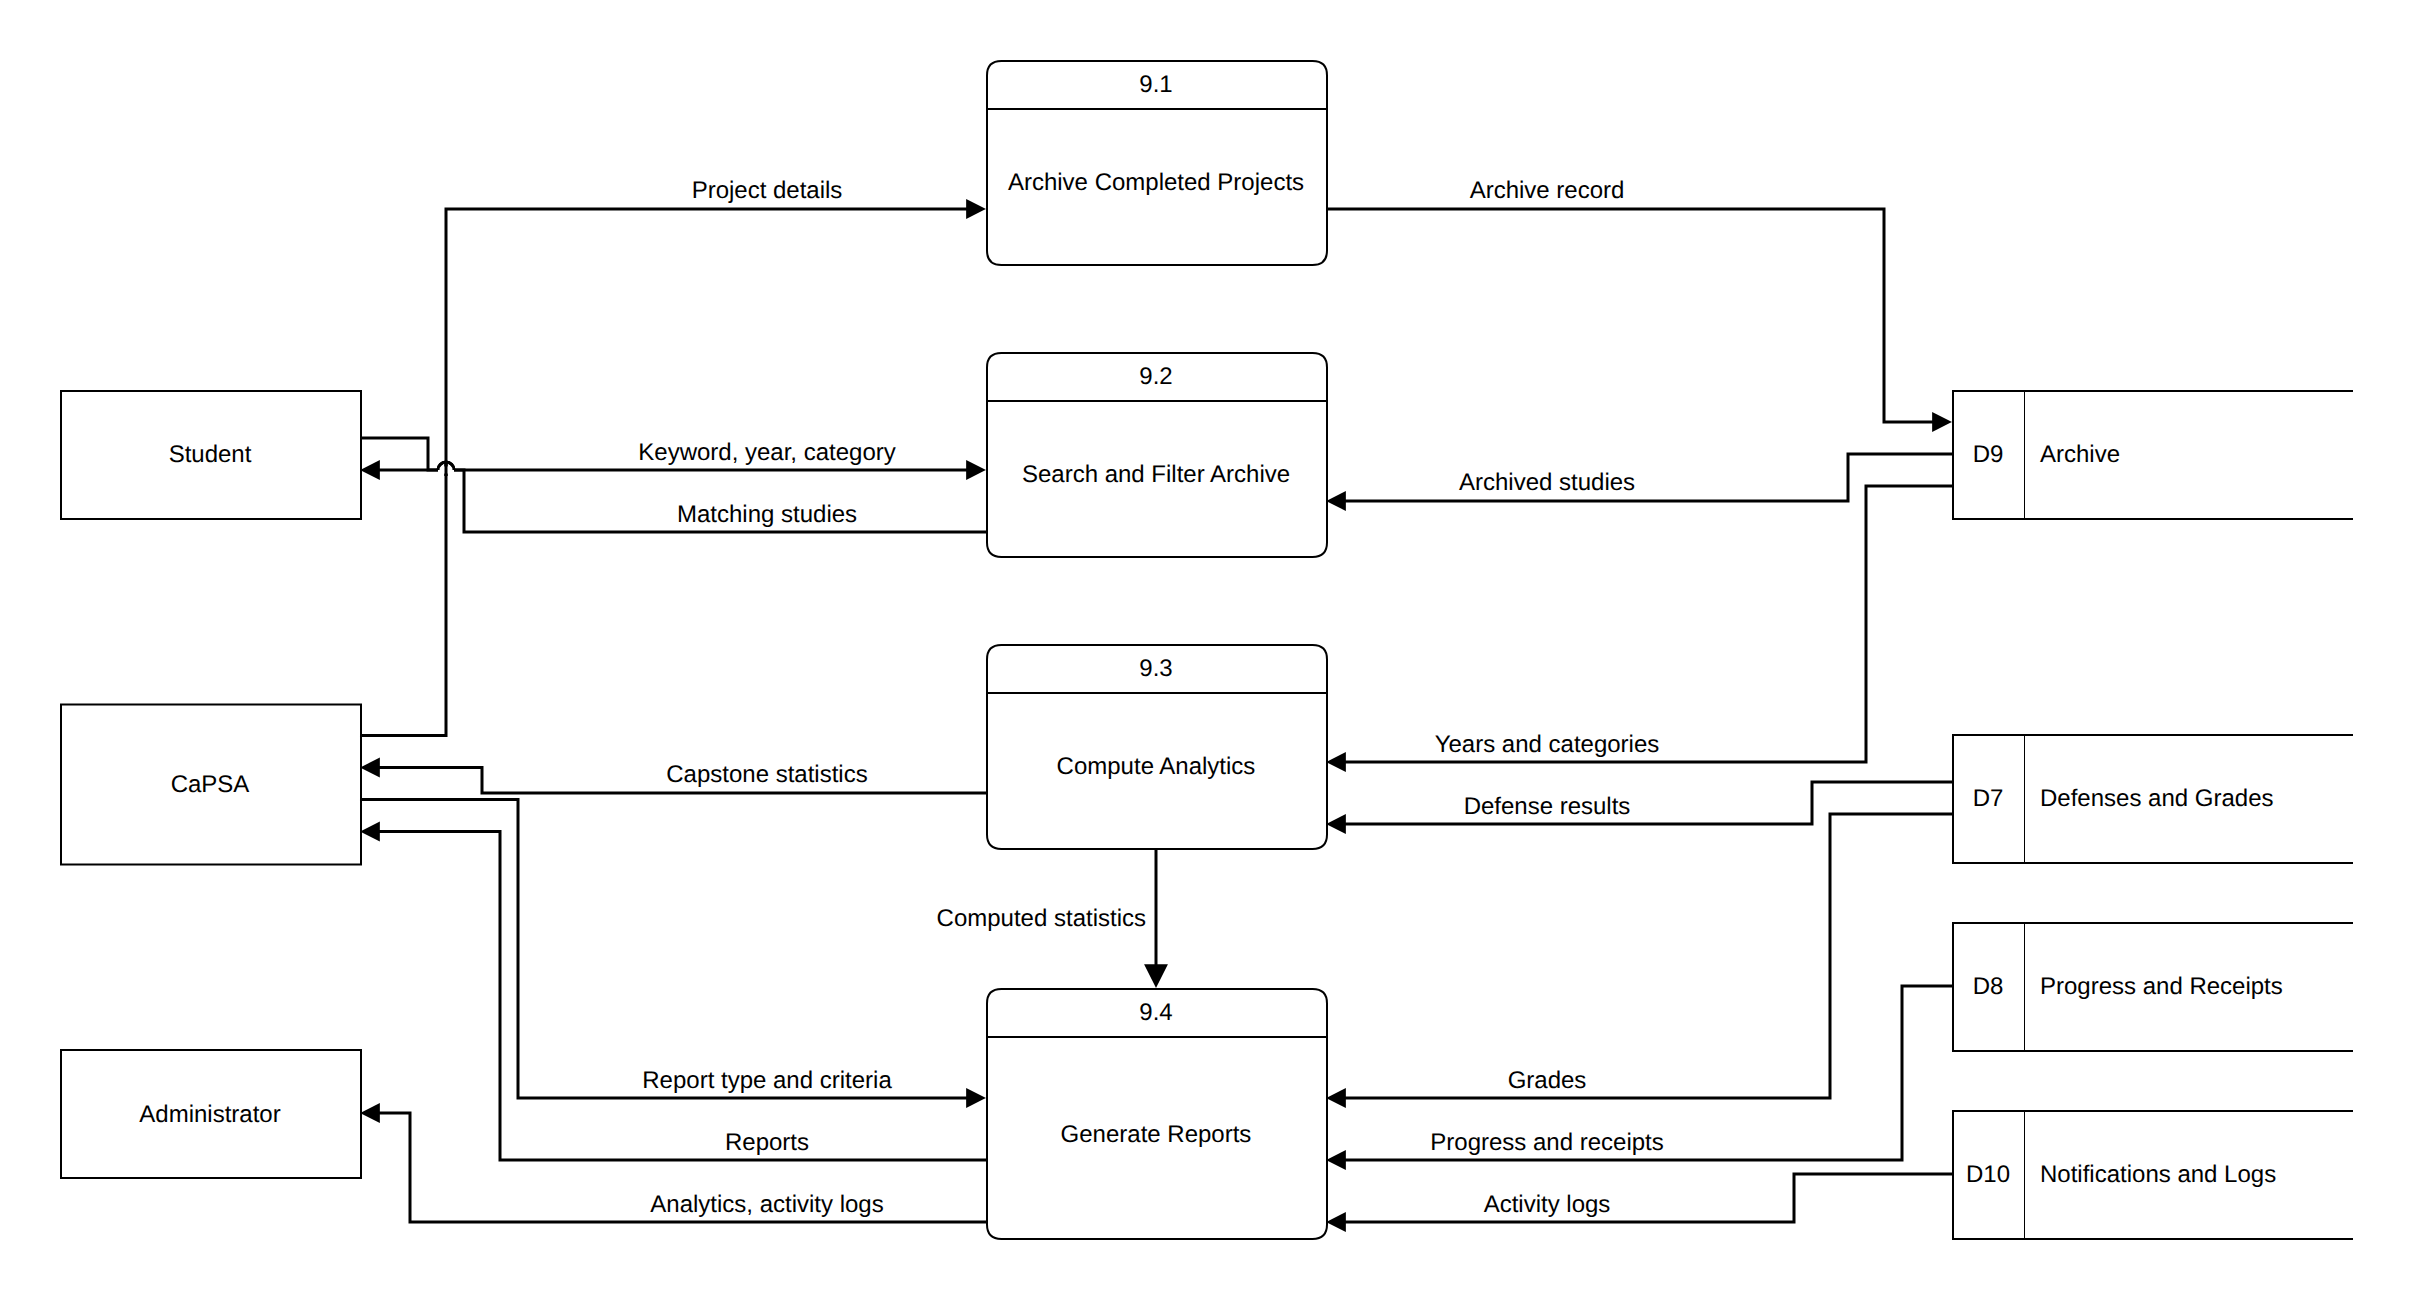 9.1
Archive Completed Projects
Project details
Archive record
9.2
Search and Filter Archive
Student
Keyword, year, category
Matching studies
Archived studies
D9
Archive
9.3
Compute Analytics
CaPSA
Capstone statistics
Years and categories
Defense results
D7
Defenses and Grades
Computed statistics
D8
Progress and Receipts
9.4
Generate Reports
Administrator
Report type and criteria
Reports
Analytics, activity logs
Grades
Progress and receipts
Activity logs
D10
Notifications and Logs